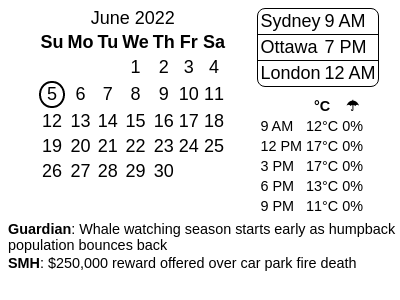 June 2022
Su Mo Tu We Th Fr Sa
1 2 3 4
5 6 7 8 9 10 11
12 13 14 15 16 17 18
19 20 21 22 23 24 25
26 27 28 29 30
Sydney 9 AM
Ottawa 7 PM
London 12 AM
°C ☂
9 AM 12°C 0%
12 PM 17°C 0%
3 PM 17°C 0%
6 PM 13°C 0%
9 PM 11°C 0%
Guardian: Whale watching season starts early as humpback
population bounces back
SMH: $250,000 reward offered over car park fire death